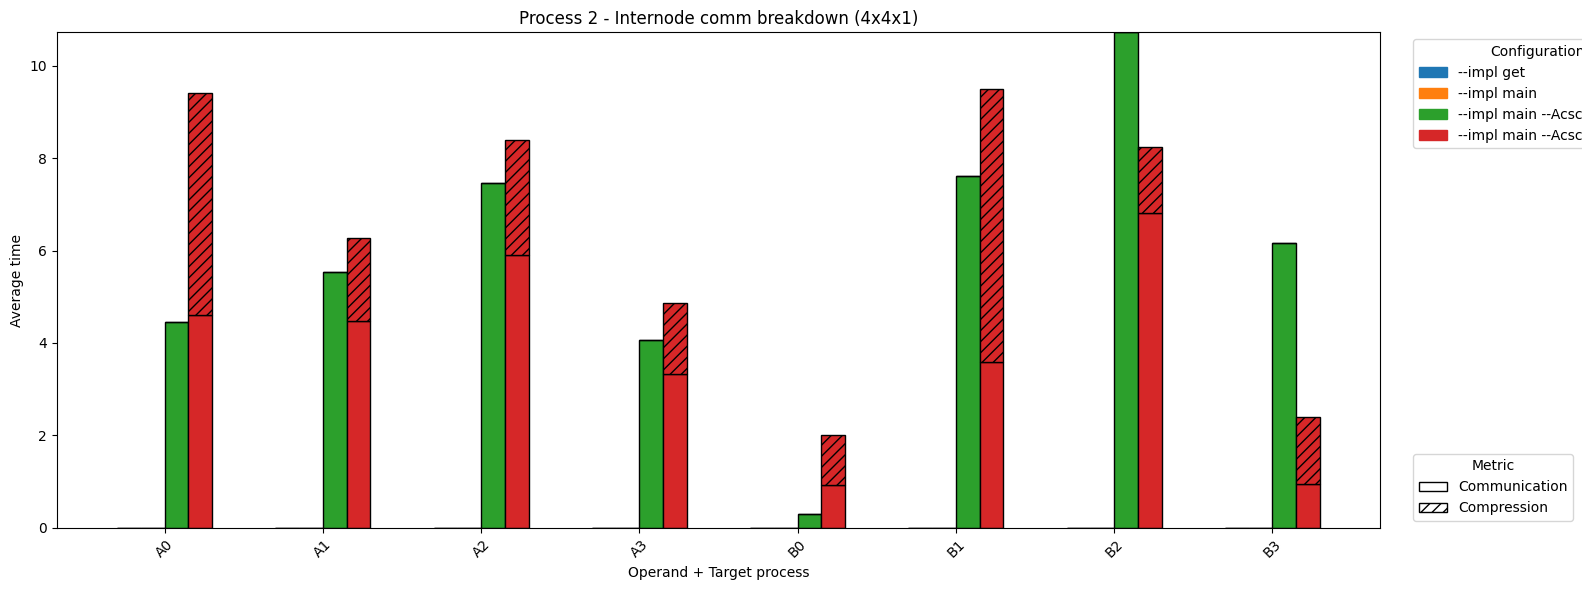 Process 2 - Internode comm breakdown (4x4x1)
Average time
10
8
6
4
2
0
A0
A1
A2
A3
B0
B1
B2
B3
Operand + Target process
Configuration
--impl get
--impl main
--impl main --Acsc
--impl main --Acsc
Metric
Communication
Compression